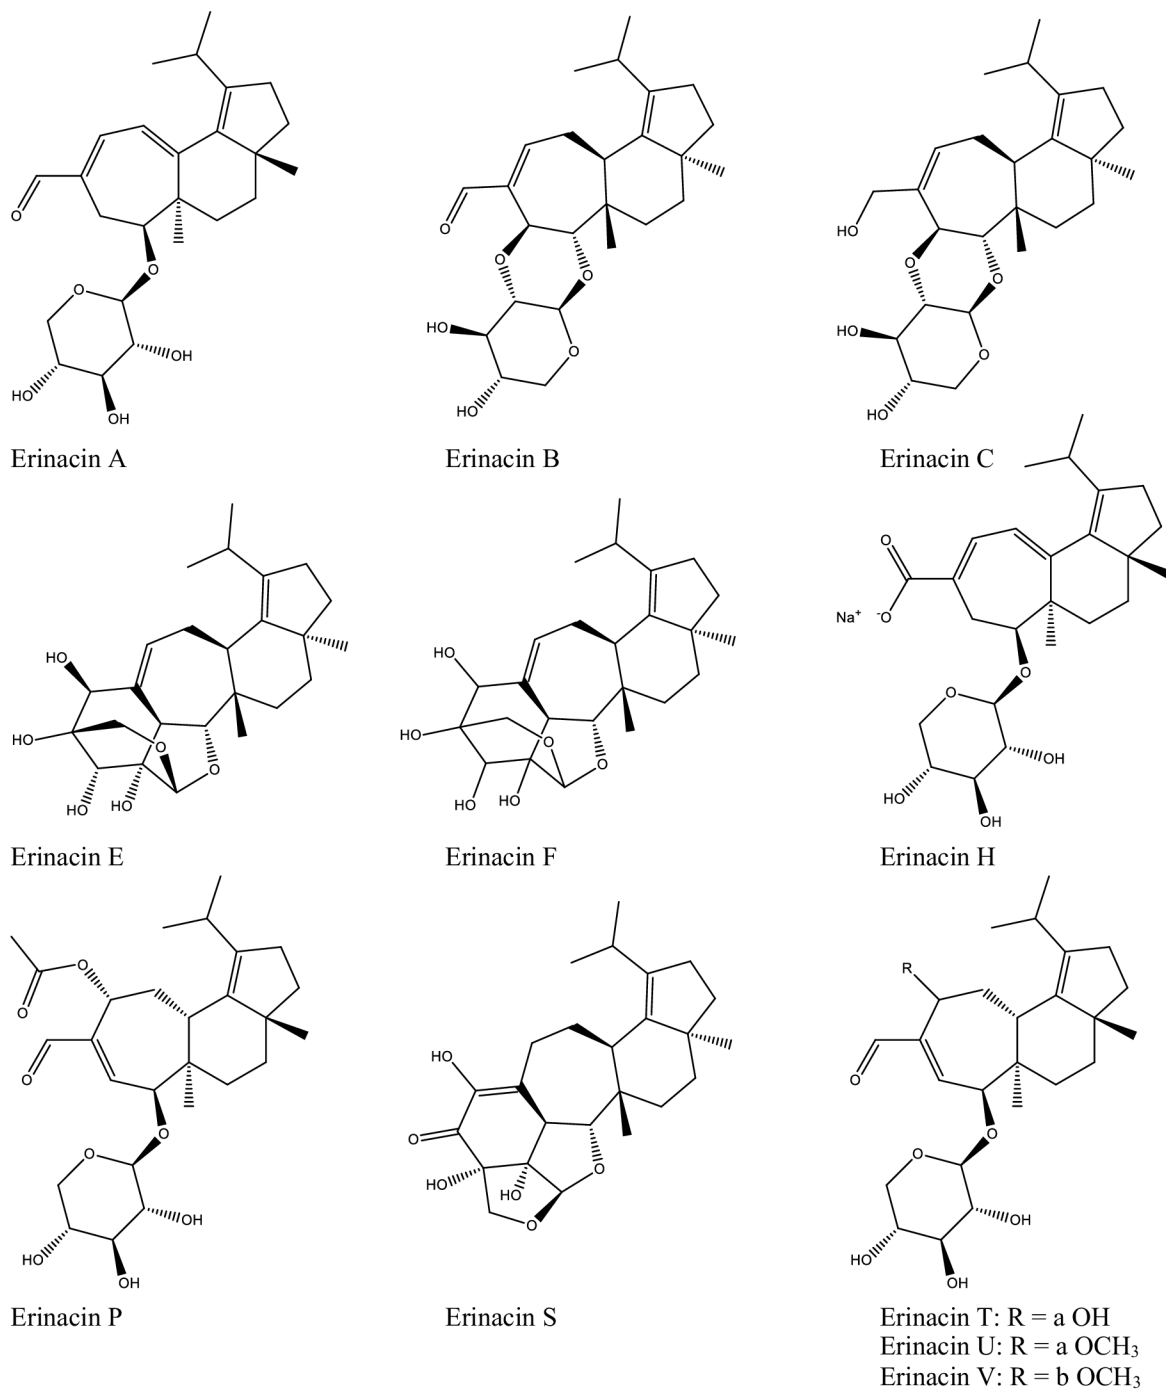 O
O
O
OH
HO
OH
Erinacin A
O
O
O
HO
O
HO
Erinacin B
HO
O
O
HO
O
HO
Erinacin C
HO
HO
O
O
HO
HO
Erinacin E
HO
HO
O
O
HO
HO
Erinacin F
O
Na⁺ ⁻O
O
O
OH
HO
OH
Erinacin H
O
O
O
O
O
OH
HO
OH
Erinacin P
HO
O
HO
HO
O
O
Erinacin S
R
O
O
O
OH
HO
OH
Erinacin T: R = a OH
Erinacin U: R = a OCH₃
Erinacin V: R = b OCH₃